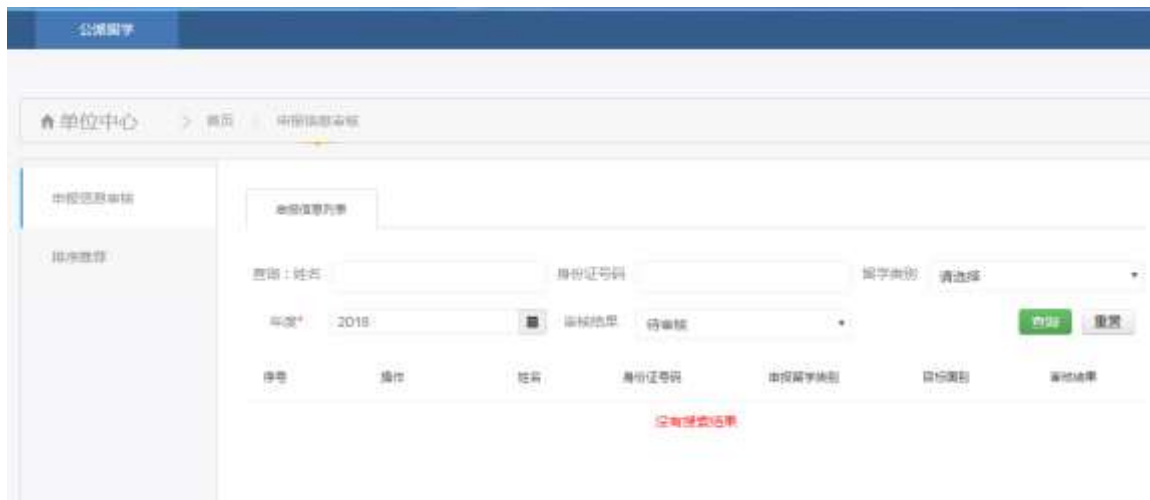 公派留学
单位中心 > 首页 申报信息审核
申报信息审核
申报信息列表
排序推荐
查询：姓名 身份证号码 留学类别 请选择
年度* 2018 审核结果 待审核 查询 重置
序号 操作 姓名 身份证号码 申报留学类别 目标国别 审核结果
没有搜索结果